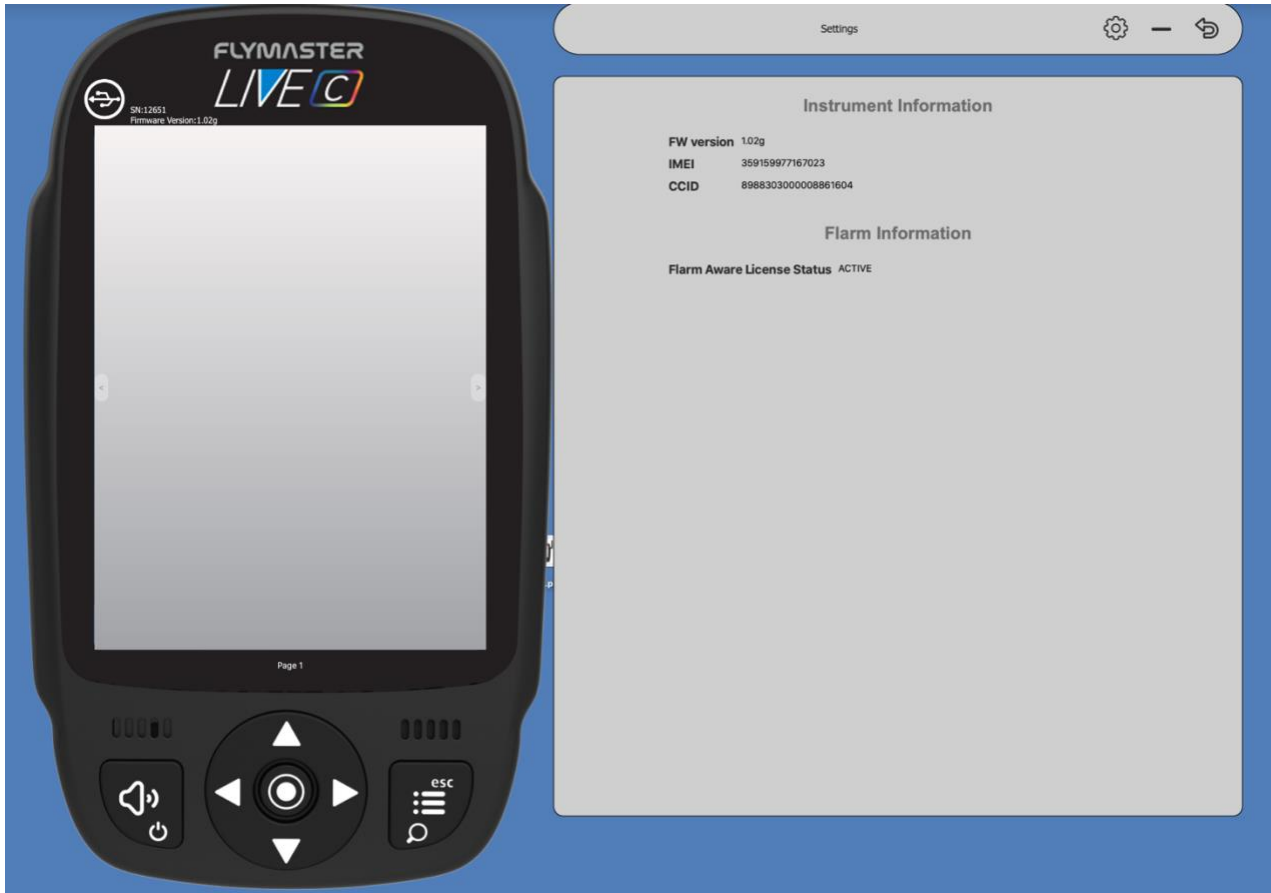 FLYMASTER
LIVE C
SN:12651
Firmware Version:1.02g
<
>
Page 1
esc
Settings
Instrument Information
FW version 1.02g
IMEI 359159977167023
CCID 8988303000008861604
Flarm Information
Flarm Aware License Status ACTIVE